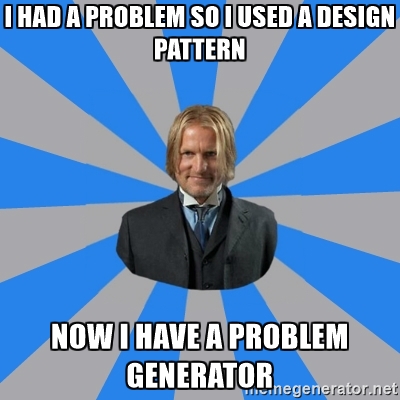 I HAD A PROBLEM SO I USED A DESIGN
PATTERN
NOW I HAVE A PROBLEM
GENERATOR
memegenerator.net